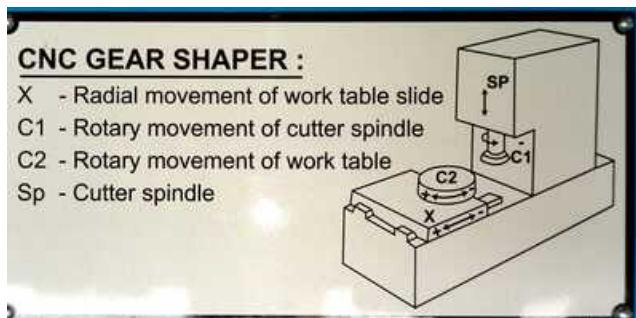 CNC GEAR SHAPER :
X - Radial movement of work table slide
C1 - Rotary movement of cutter spindle
C2 - Rotary movement of work table
Sp - Cutter spindle
SP
- C1
C2
+ -
X
+ -